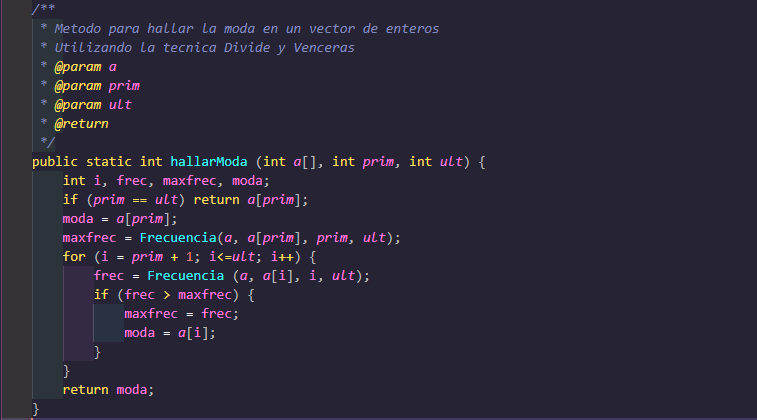 /**
* Metodo para hallar la moda en un vector de enteros
* Utilizando la tecnica Divide y Venceras
* @param a
* @param prim
* @param ult
* @return
*/
public static int hallarModa (int a[], int prim, int ult) {
int i, frec, maxfrec, moda;
if (prim == ult) return a[prim];
moda = a[prim];
maxfrec = Frecuencia(a, a[prim], prim, ult);
for (i = prim + 1; i<=ult; i++) {
frec = Frecuencia (a, a[i], i, ult);
if (frec > maxfrec) {
maxfrec = frec;
moda = a[i];
}
}
return moda;
}